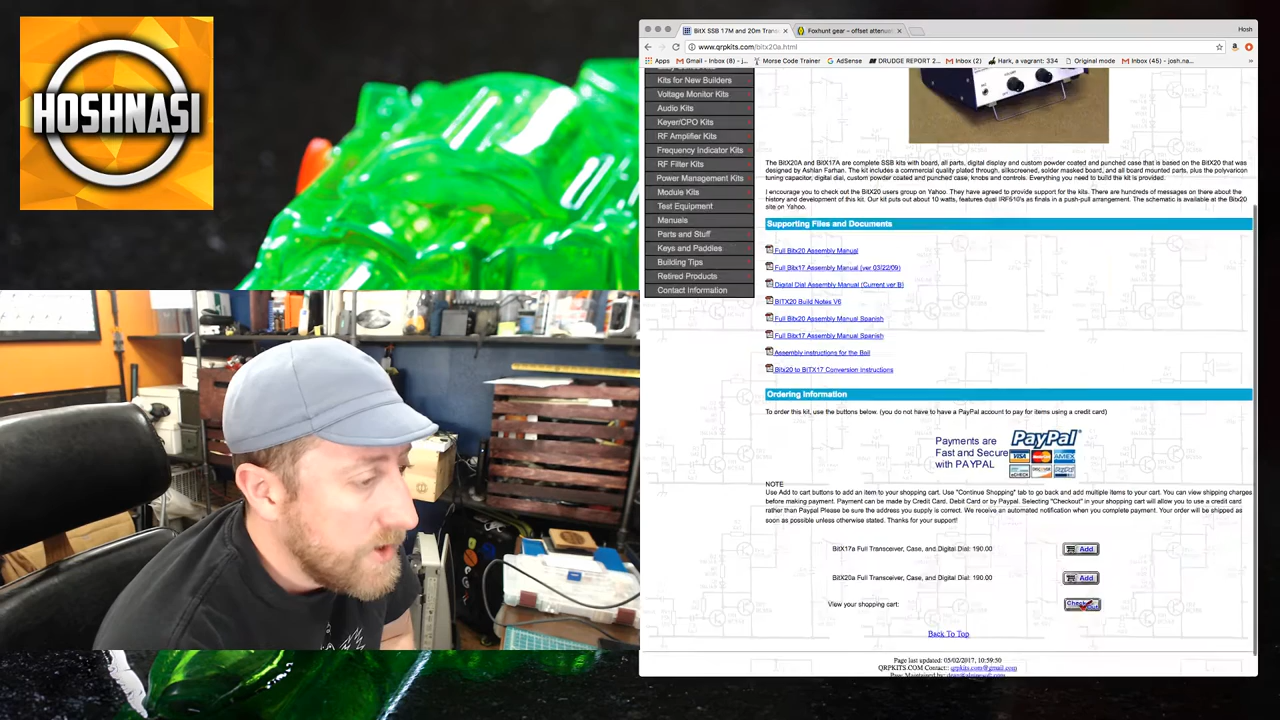 HOSHNASI
BitX SSB 17M and 20m Trans
Foxhunt gear – offset attenuat
Hosh
www.qrpkits.com/bitx20a.html
Apps
Gmail - Inbox (8) - j...
Morse Code Trainer
AdSense
DRUDGE REPORT 2...
Inbox (2)
Hark, a vagrant: 334
Original mode
Inbox (45) - josh.na...
Kits for New Builders
Voltage Monitor Kits
Audio Kits
Keyer/CPO Kits
RF Amplifier Kits
Frequency Indicator Kits
RF Filter Kits
Power Management Kits
Module Kits
Test Equipment
Manuals
Parts and Stuff
Keys and Paddles
Building Tips
Retired Products
Contact Information
The BitX20A and BitX17A are complete SSB kits with board, all parts, digital display and custom powder coated and punched case that is based on the BitX20 that was
designed by Ashlan Farhan. The kit includes a commercial quality plated through, silkscreened, solder masked board, and all board mounted parts, plus the polyvaricon
tuning capacitor, digital dial, custom powder coated and punched case, knobs and controls. Everything you need to build the kit is provided.
I encourage you to check out the BitX20 users group on Yahoo. They have agreed to provide support for the kits. There are hundreds of messages on there about the
history and development of this kit. Our kit puts out about 10 watts, features dual IRF510's as finals in a push-pull arrangement. The schematic is available at the Bitx20
site on Yahoo.
Supporting Files and Documents
Full Bitx20 Assembly Manual
Full Bitx17 Assembly Manual (ver 03/22/09)
Digital Dial Assembly Manual (Current ver B)
BITX20 Build Notes V6
Full Bitx20 Assembly Manual Spanish
Full Bitx17 Assembly Manual Spanish
Assembly instructions for the Bail
Bitx20 to BITX17 Conversion Instructions
Ordering Information
To order this kit, use the buttons below. (you do not have to have a PayPal account to pay for items using a credit card)
Payments are
Fast and Secure
with PAYPAL
PayPal
VISA
AMEX
eCHECK
DISCOVER
PayPal
NOTE
Use Add to cart buttons to add an item to your shopping cart. Use "Continue Shopping" tab to go back and add multiple items to your cart. You can view shipping charges
before making payment. Payment can be made by Credit Card, Debit Card or by Paypal. Selecting "Checkout" in your shopping cart will allow you to use a credit card
rather than Paypal Please be sure the address you supply is correct. We receive an automated notification when you complete payment. Your order will be shipped as
soon as possible unless otherwise stated. Thanks for your support!
BitX17a Full Transceiver, Case, and Digital Dial: 190.00
Add
BitX20a Full Transceiver, Case, and Digital Dial: 190.00
Add
View your shopping cart:
Back To Top
Page last updated: 05/02/2017, 10:59:50
QRPKITS.COM Contact:: qrpkits.com@gmail.com